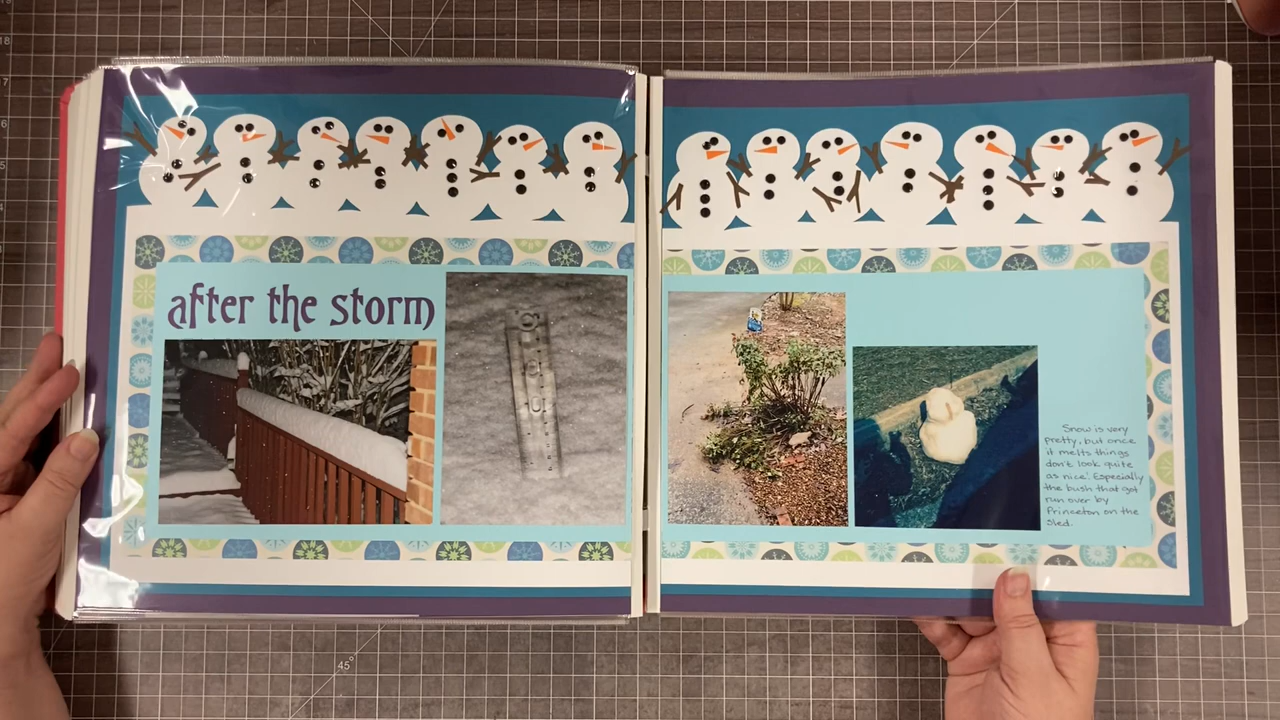 after the storm
Snow is very
pretty, but once
it melts things
don't look quite
as nice! Especially
the bush that got
run over by
Princeton on the
sled.
45°